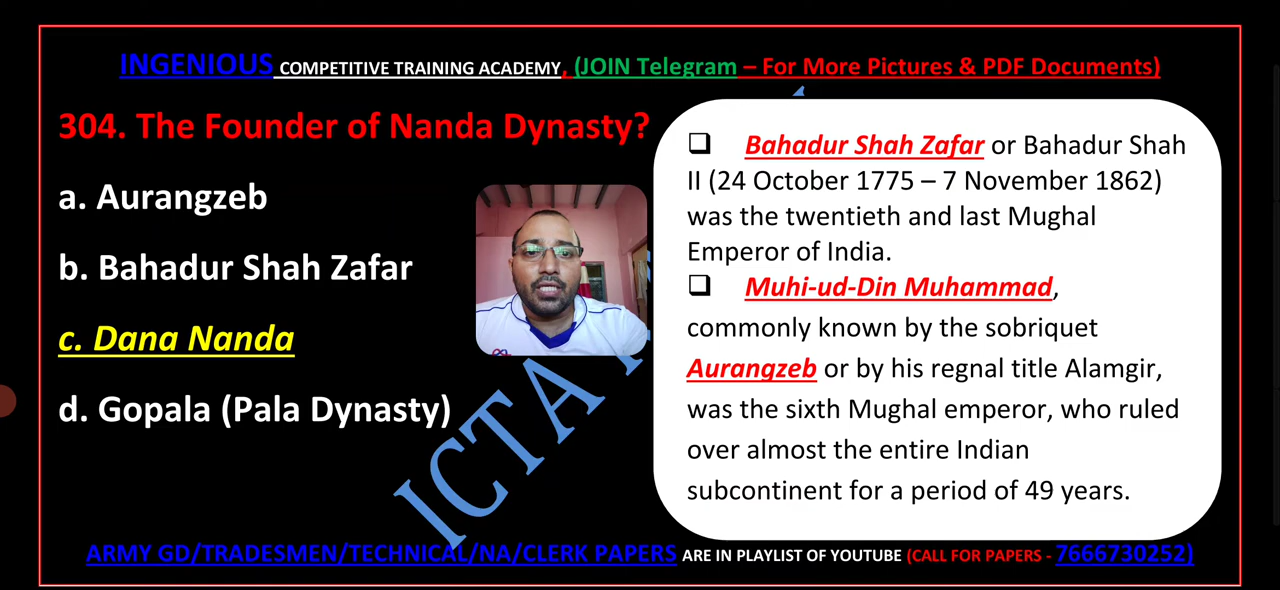 INGENIOUS COMPETITIVE TRAINING ACADEMY, (JOIN Telegram – For More Pictures & PDF Documents)
304. The Founder of Nanda Dynasty?
a. Aurangzeb
b. Bahadur Shah Zafar
c. Dana Nanda
d. Gopala (Pala Dynasty)
Bahadur Shah Zafar or Bahadur Shah
II (24 October 1775 – 7 November 1862)
was the twentieth and last Mughal
Emperor of India.
Muhi-ud-Din Muhammad,
commonly known by the sobriquet
Aurangzeb or by his regnal title Alamgir,
was the sixth Mughal emperor, who ruled
over almost the entire Indian
subcontinent for a period of 49 years.
ICTA
ARMY GD/TRADESMEN/TECHNICAL/NA/CLERK PAPERS ARE IN PLAYLIST OF YOUTUBE (CALL FOR PAPERS - 7666730252)